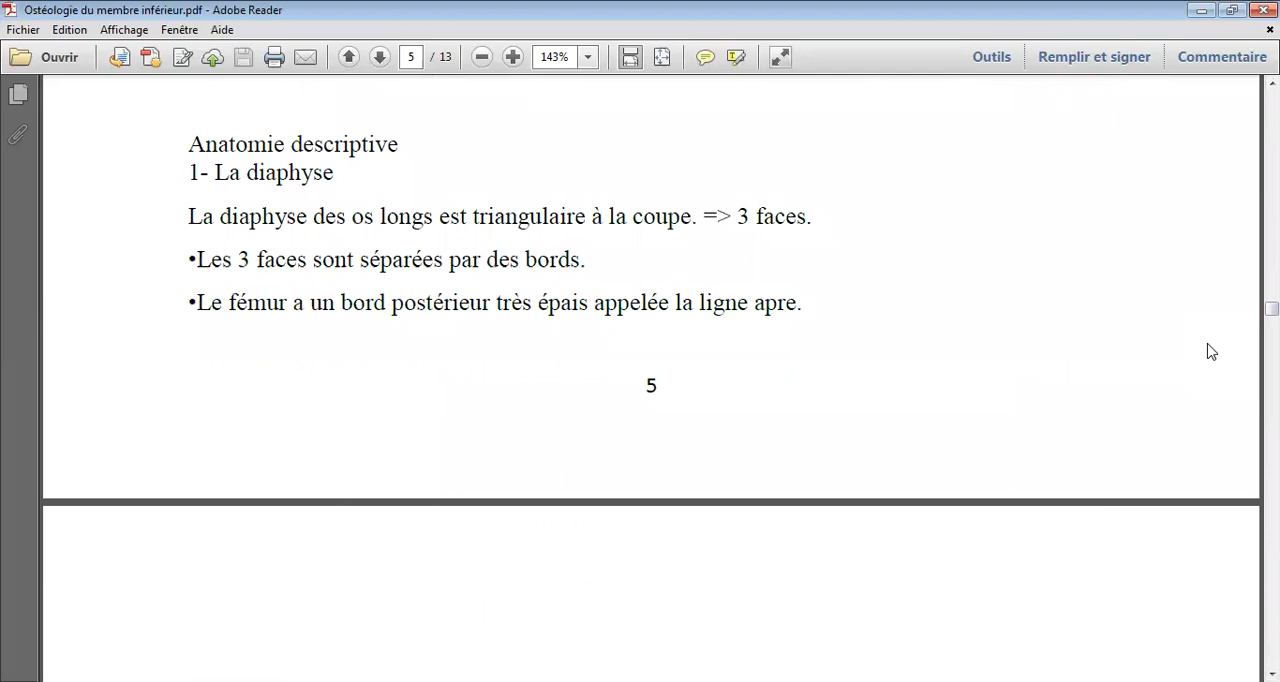 Ostéologie du membre inférieur.pdf - Adobe Reader
Fichier Edition Affichage Fenêtre Aide
Ouvrir 5 / 13 143% Outils Remplir et signer Commentaire
Anatomie descriptive
1- La diaphyse
La diaphyse des os longs est triangulaire à la coupe. => 3 faces.
•Les 3 faces sont séparées par des bords.
•Le fémur a un bord postérieur très épais appelée la ligne apre.
5